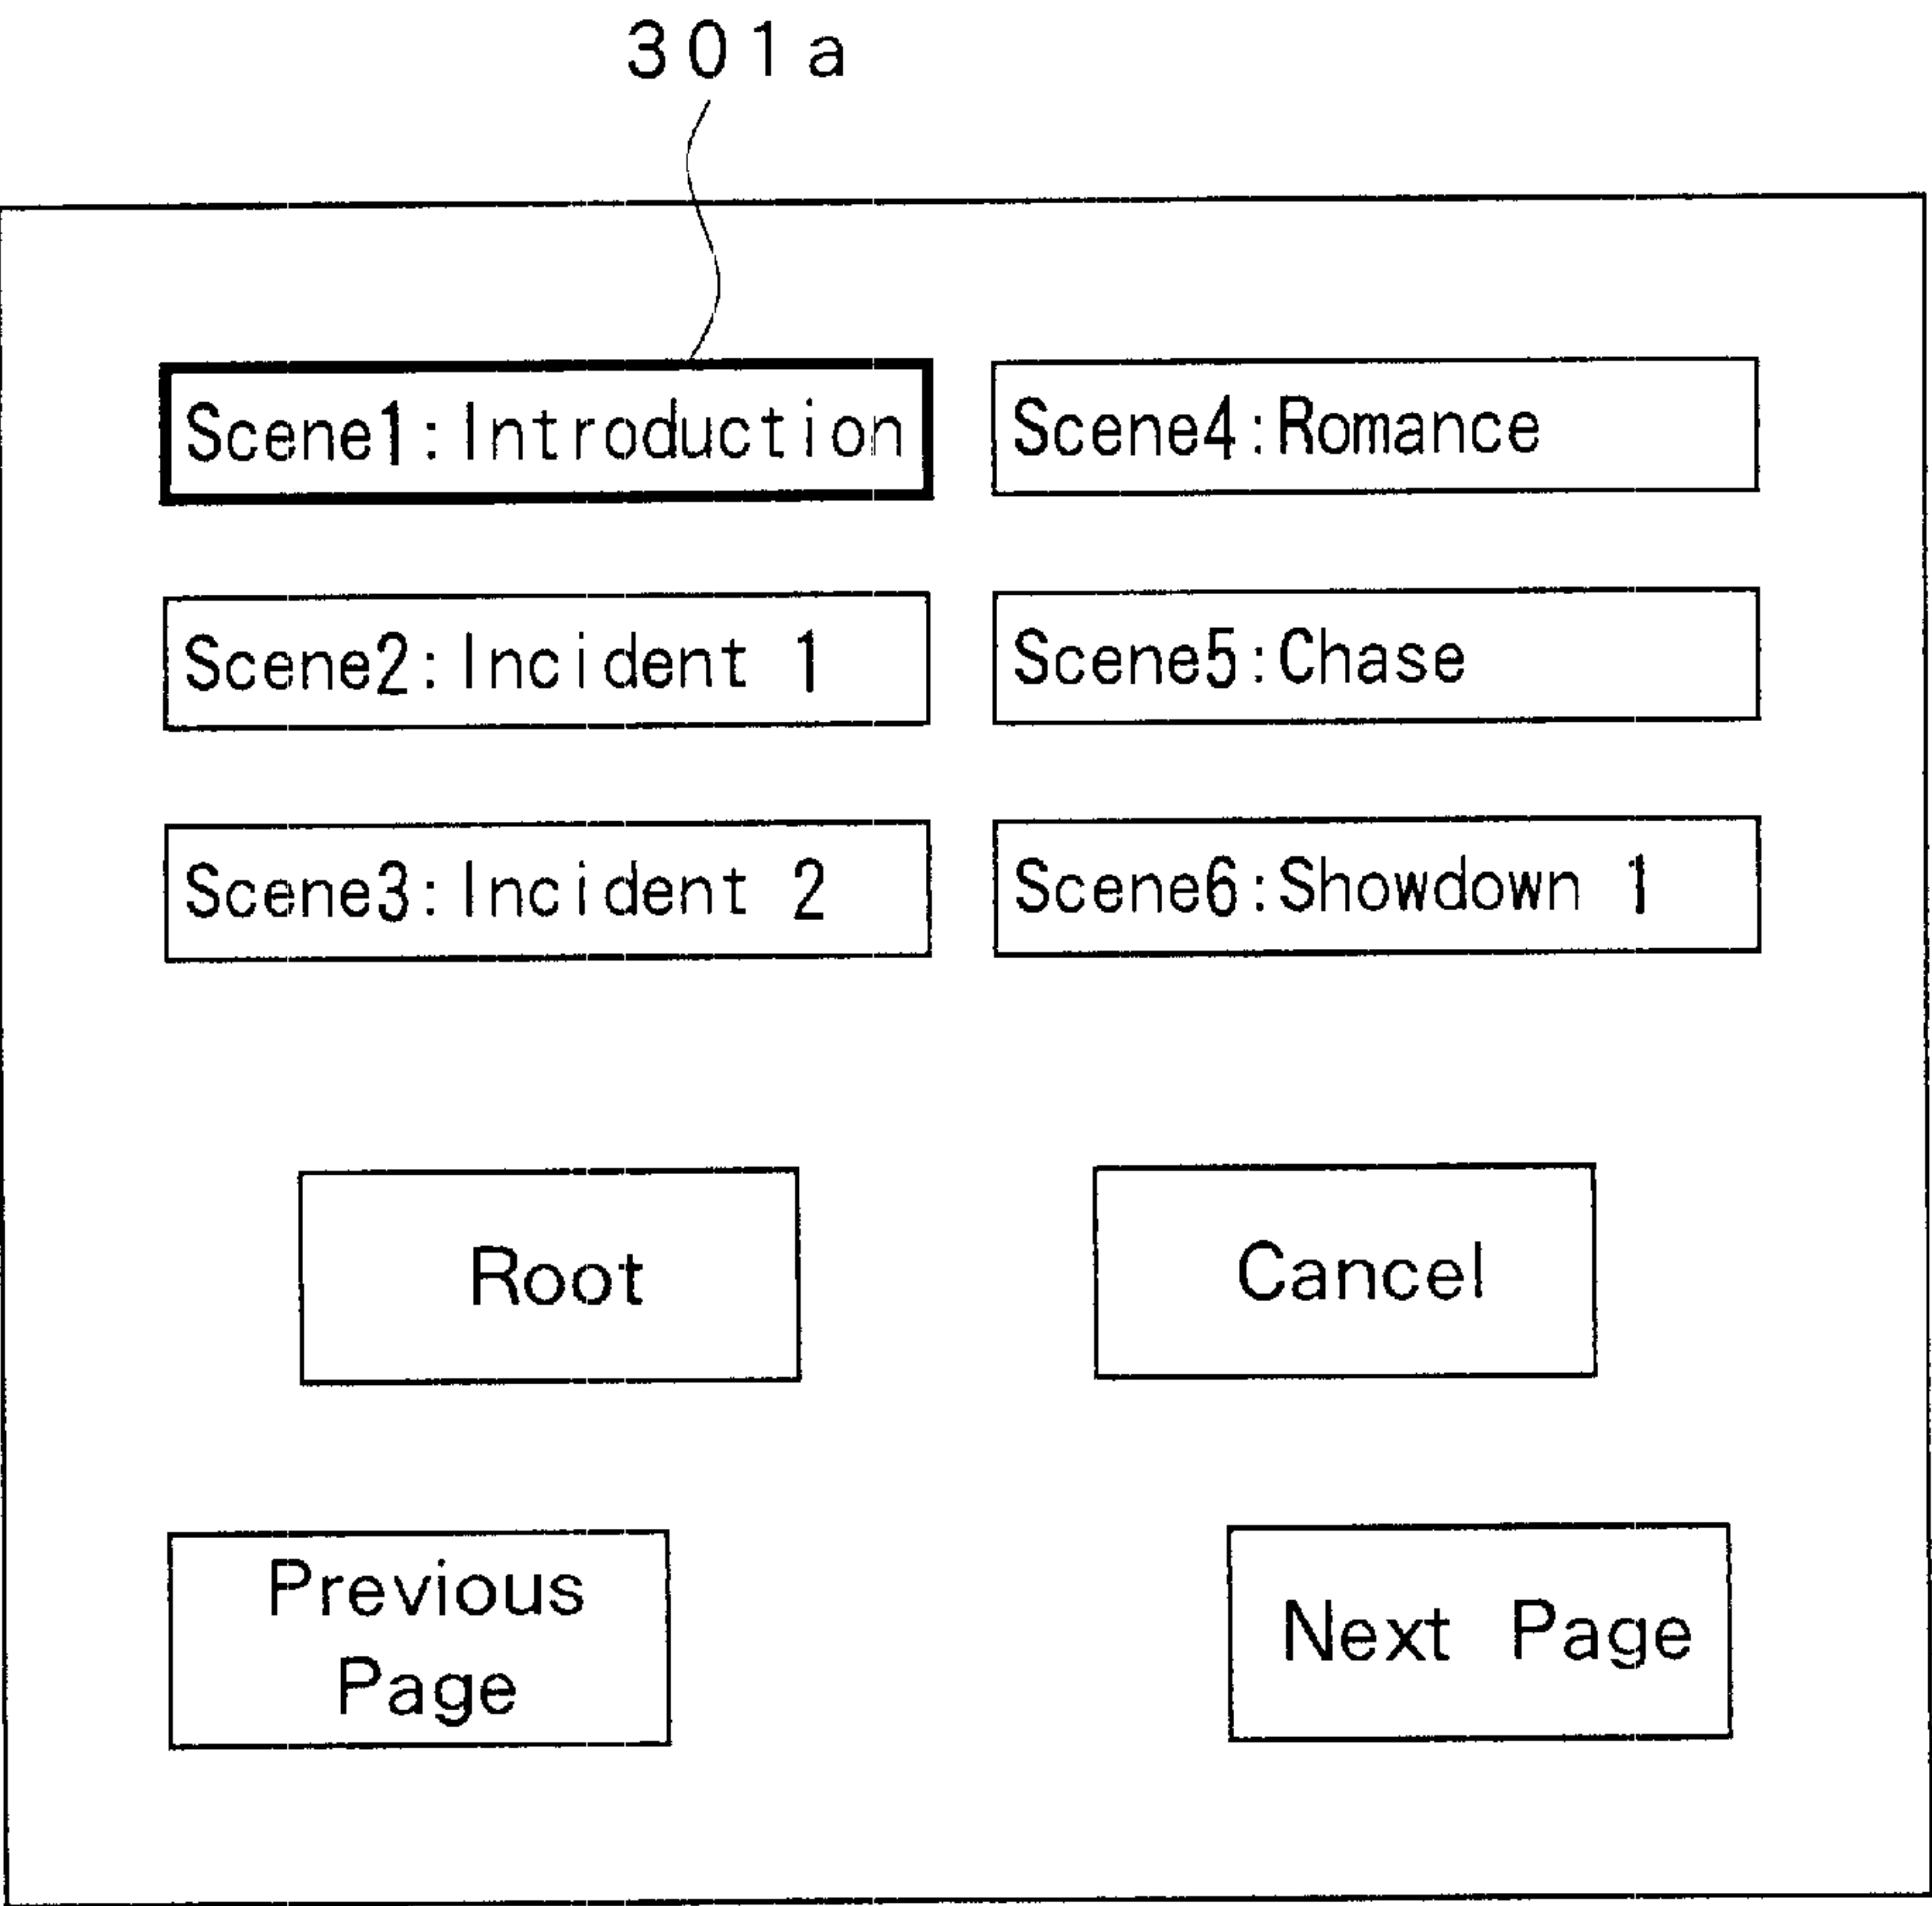 301a
Scene1:Introduction
Scene4:Romance
Scene2:Incident 1
Scene5:Chase
Scene3:Incident 2
Scene6:Showdown 1
Root
Cancel
Previous
Page
Next Page